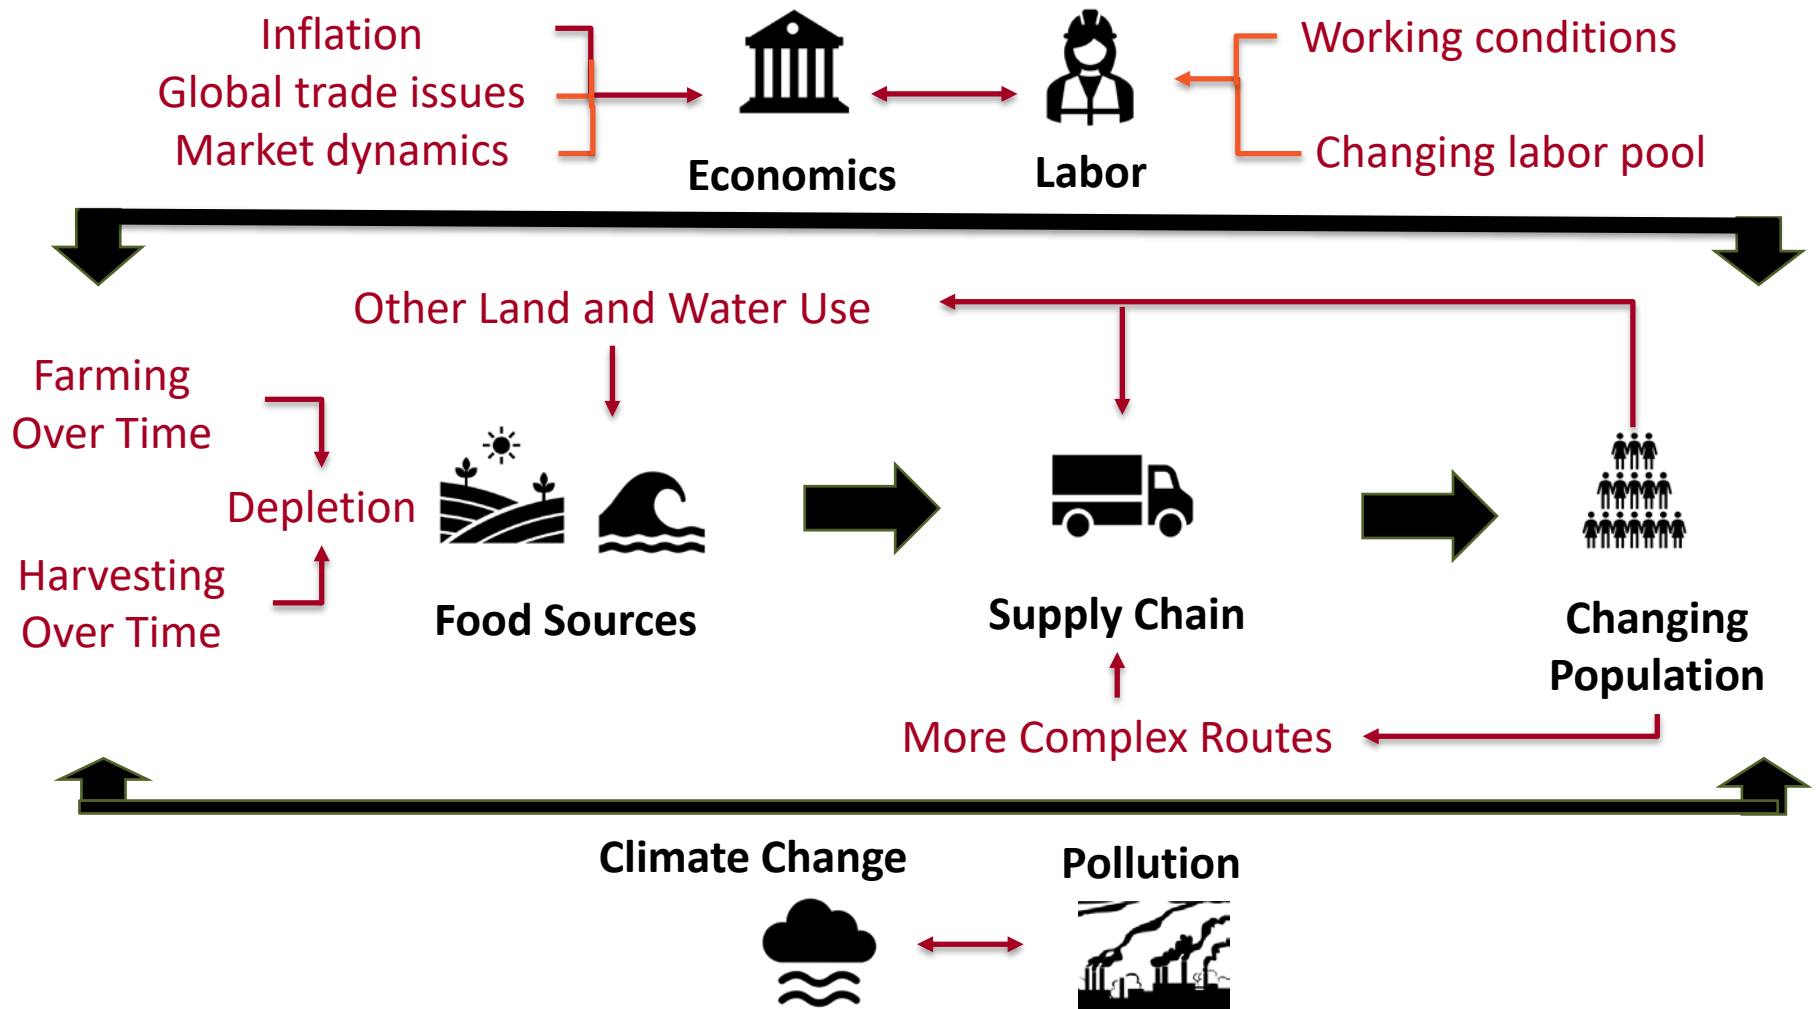 Inflation
Global trade issues
Market dynamics
Economics
Labor
Working conditions
Changing labor pool
Other Land and Water Use
Farming
Over Time
Depletion
Harvesting
Over Time
Food Sources
Supply Chain
Changing
Population
More Complex Routes
Climate Change
Pollution